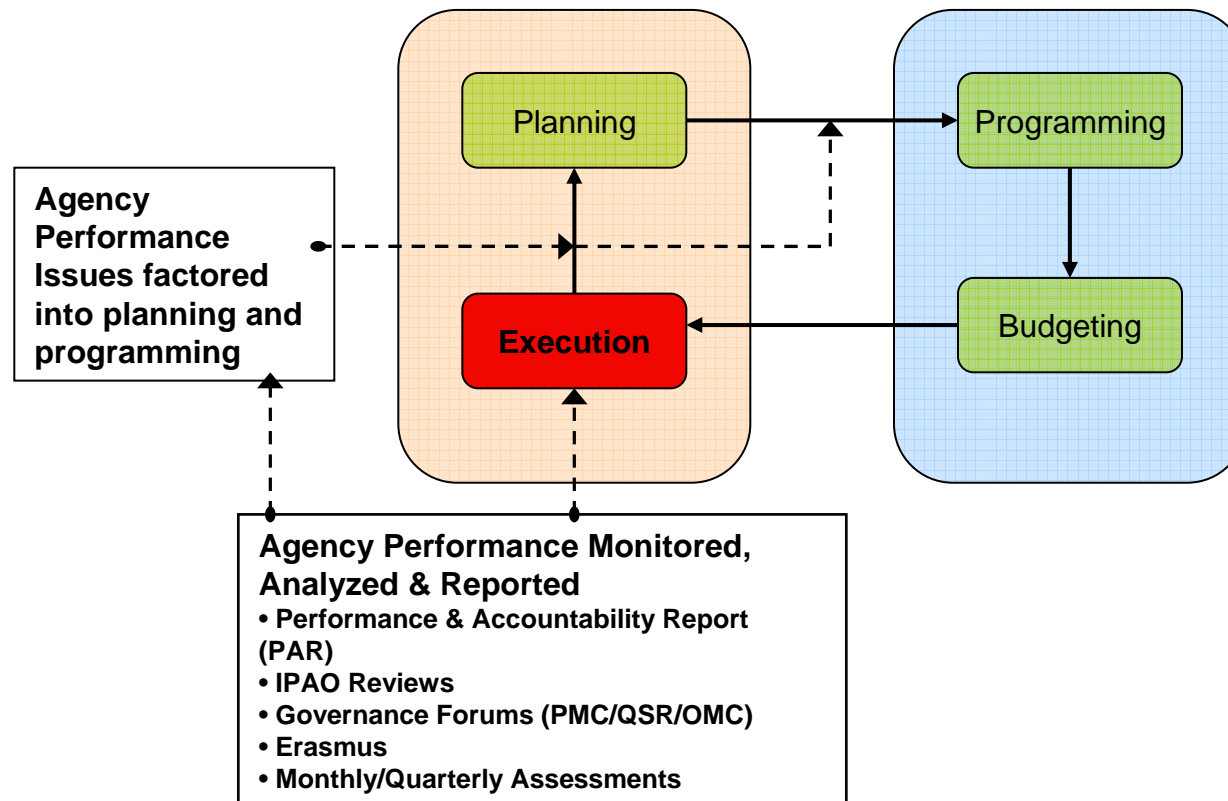 Planning
Programming
Agency
Performance
Issues factored
into planning and
programming
Execution
Budgeting
Agency Performance Monitored,
Analyzed & Reported
• Performance & Accountability Report
(PAR)
• IPAO Reviews
• Governance Forums (PMC/QSR/OMC)
• Erasmus
• Monthly/Quarterly Assessments